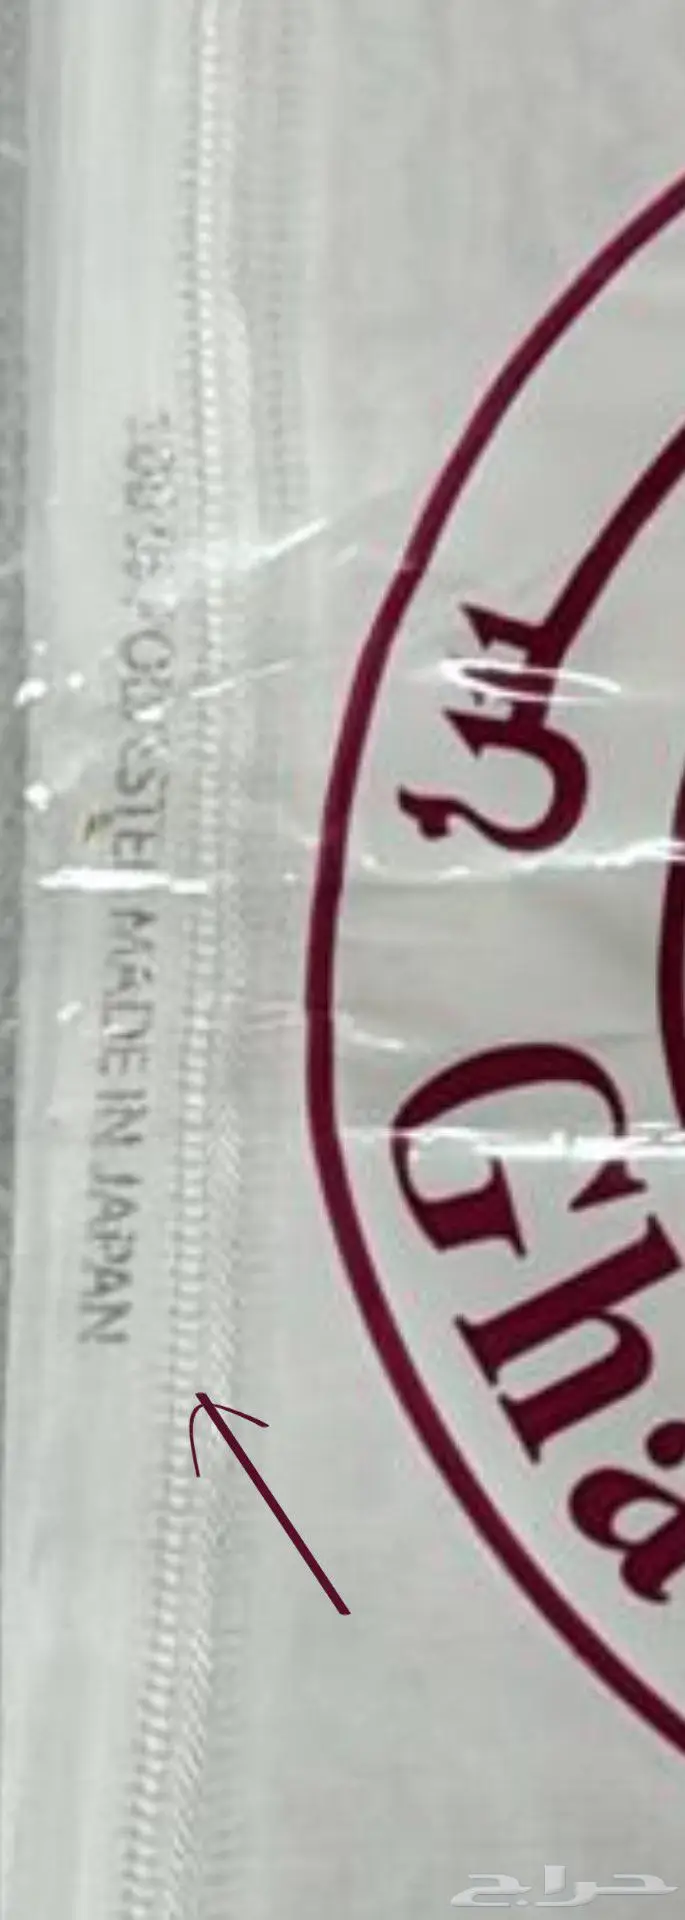 100% POLYESTER MADE IN JAPAN
Gha
حراج